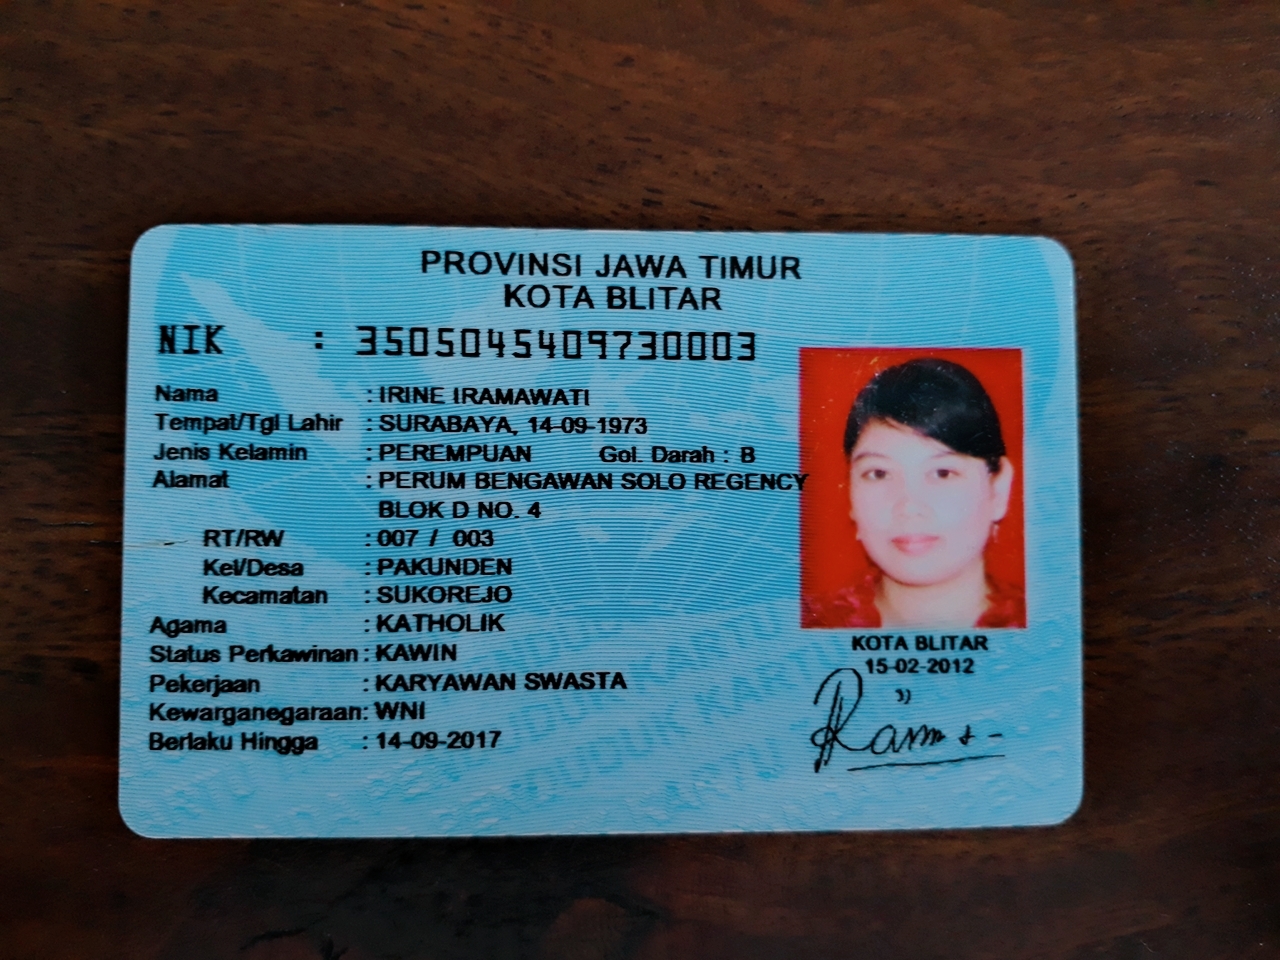 PROVINSI JAWA TIMUR
KOTA BLITAR
NIK : 3505045409730003
Nama : IRINE IRAMAWATI
Tempat/Tgl Lahir : SURABAYA, 14-09-1973
Jenis Kelamin : PEREMPUAN Gol. Darah : B
Alamat : PERUM BENGAWAN SOLO REGENCY
BLOK D NO. 4
RT/RW : 007 / 003
Kel/Desa : PAKUNDEN
Kecamatan : SUKOREJO
Agama : KATHOLIK
Status Perkawinan : KAWIN
Pekerjaan : KARYAWAN SWASTA
Kewarganegaraan: WNI
Berlaku Hingga : 14-09-2017
KOTA BLITAR
15-02-2012